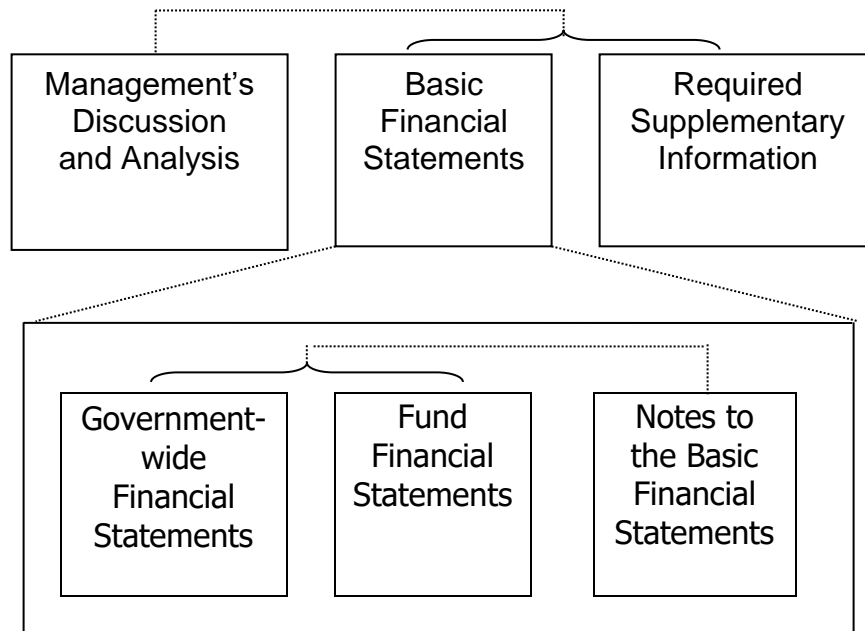 Management’s
Discussion
and Analysis
Basic
Financial
Statements
Required
Supplementary
Information
Government-
wide
Financial
Statements
Fund
Financial
Statements
Notes to
the Basic
Financial
Statements